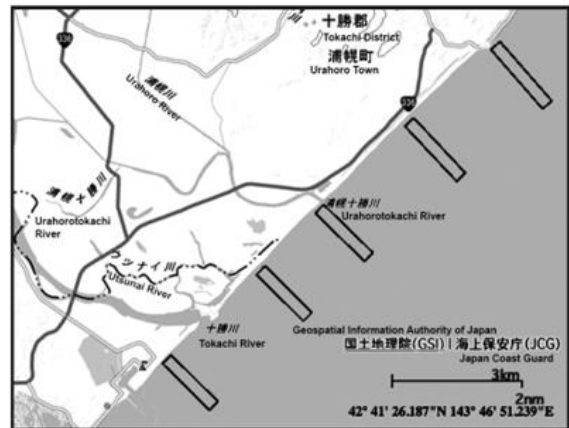 336
十勝郡
Tokachi District
浦幌町
Urahoro Town
336
浦幌川
Urahoro River
浦幌十勝川
Urahorotokachi River
浦幌十勝川
Urahorotokachi River
ウツナイ川
Utsunai River
十勝川
Tokachi River
Geospatial Information Authority of Japan
国土地理院(GSI) | 海上保安庁(JCG)
Japan Coast Guard
3km
2nm
42° 41' 26.187"N 143° 46' 51.239"E